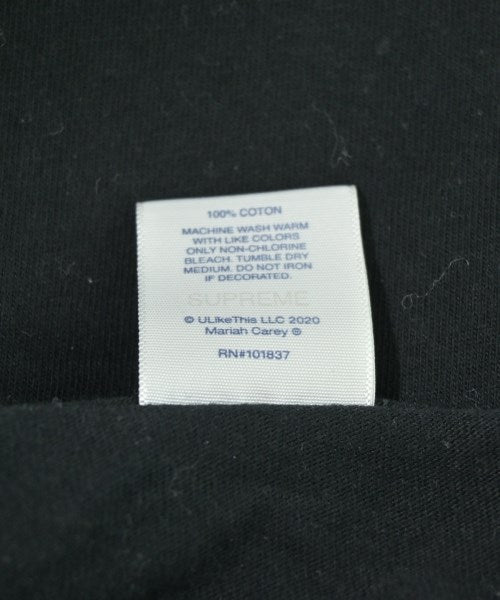 100% COTON
MACHINE WASH WARM
WITH LIKE COLORS
ONLY NON-CHLORINE
BLEACH. TUMBLE DRY
MEDIUM. DO NOT IRON
IF DECORATED.
SUPREME
© ULikeThis LLC 2020
Mariah Carey ®
RN#101837